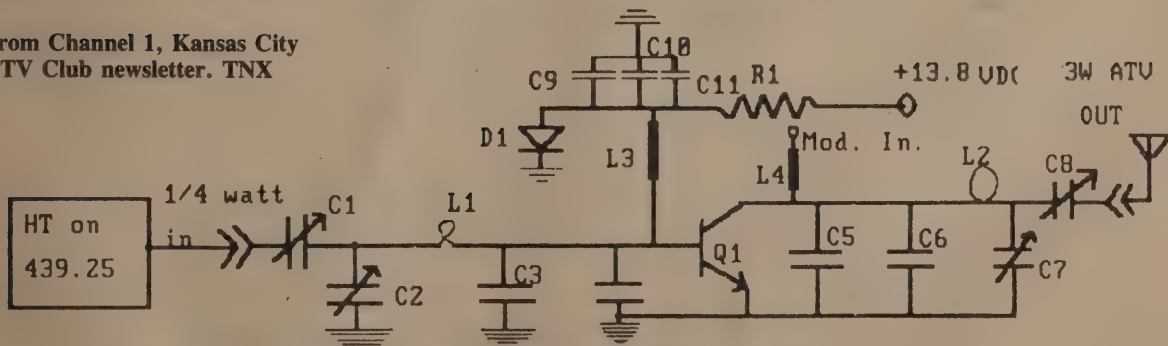 rom Channel 1, Kansas City
TV Club newsletter. TNX
C10
C9
C11
R1
+13.8 VD(
3W ATV
OUT
D1
L3
Mod. In.
L4
L2
C8
1/4 watt
in
C1
L1
HT on
439.25
C2
C3
Q1
C5
C6
C7